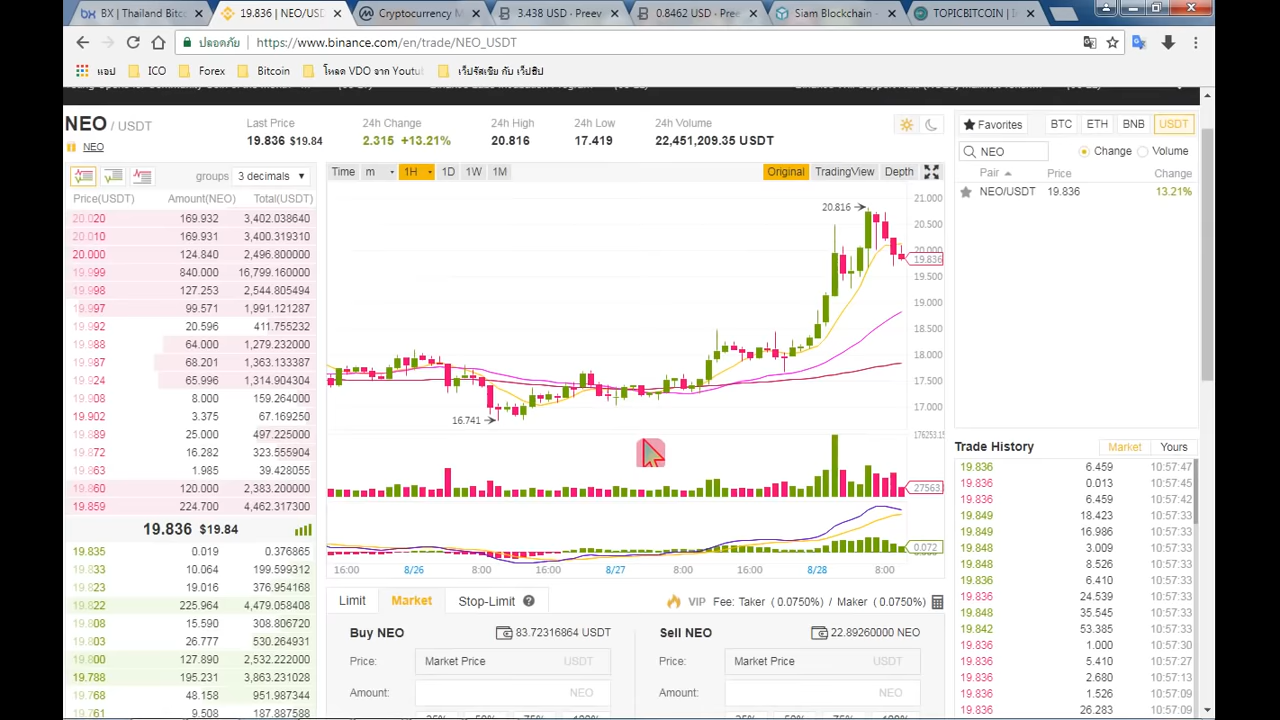 BX | Thailand Bitc
19.836 | NEO/USD
Cryptocurrency M
3.438 USD - Preev
0.8462 USD - Preev
Siam Blockchain -
TOPICBITCOIN | I
ปลอดภัย https://www.binance.com/en/trade/NEO_USDT
แอป ICO Forex Bitcoin โหลด VDO จาก Youtu เว็ปรัสเซีย กับ เว็ปซิป
NEO / USDT
NEO
Last Price 24h Change 24h High 24h Low 24h Volume
19.836 $19.84 2.315 +13.21% 20.816 17.419 22,451,209.35 USDT
groups 3 decimals
Price(USDT) Amount(NEO) Total(USDT)
20.020 169.932 3,402.038640
20.010 169.931 3,400.319310
20.000 124.840 2,496.800000
19.999 840.000 16,799.160000
19.998 127.253 2,544.805494
19.997 99.571 1,991.121287
19.992 20.596 411.755232
19.988 64.000 1,279.232000
19.987 68.201 1,363.133387
19.924 65.996 1,314.904304
19.908 8.000 159.264000
19.902 3.375 67.169250
19.889 25.000 497.225000
19.872 16.282 323.555904
19.863 1.985 39.428055
19.860 120.000 2,383.200000
19.859 224.700 4,462.317300
19.836 $19.84
19.835 0.019 0.376865
19.833 10.064 199.599312
19.823 19.016 376.954168
19.822 225.964 4,479.058408
19.808 15.590 308.806720
19.803 26.777 530.264931
19.800 127.890 2,532.222000
19.788 195.231 3,863.231028
19.768 48.158 951.987344
19.761 9.508 187.887588
Time m 1H 1D 1W 1M
Original TradingView Depth
20.816
16.741
21.000
20.500
20.000
19.836
19.500
19.000
18.500
18.000
17.500
17.000
176253.15
27563
0.072
16:00 8/26 8:00 16:00 8/27 8:00 16:00 8/28 8:00
Limit Market Stop-Limit
VIP Fee: Taker ( 0.0750%) / Maker ( 0.0750%)
Buy NEO 83.72316864 USDT
Price: Market Price USDT
Amount: NEO
25% 50% 75% 100%
Sell NEO 22.89260000 NEO
Price: Market Price USDT
Amount: NEO
25% 50% 75% 100%
Favorites BTC ETH BNB USDT
NEO Change Volume
Pair Price Change
NEO/USDT 19.836 13.21%
Trade History Market Yours
19.836 6.459 10:57:47
19.836 0.013 10:57:45
19.836 6.459 10:57:42
19.849 18.423 10:57:33
19.849 16.986 10:57:33
19.848 3.009 10:57:33
19.848 8.526 10:57:33
19.836 6.410 10:57:33
19.836 24.539 10:57:33
19.848 35.545 10:57:33
19.842 53.385 10:57:33
19.836 1.000 10:57:30
19.836 5.410 10:57:27
19.836 2.680 10:57:13
19.836 1.526 10:57:09
19.836 26.283 10:57:09